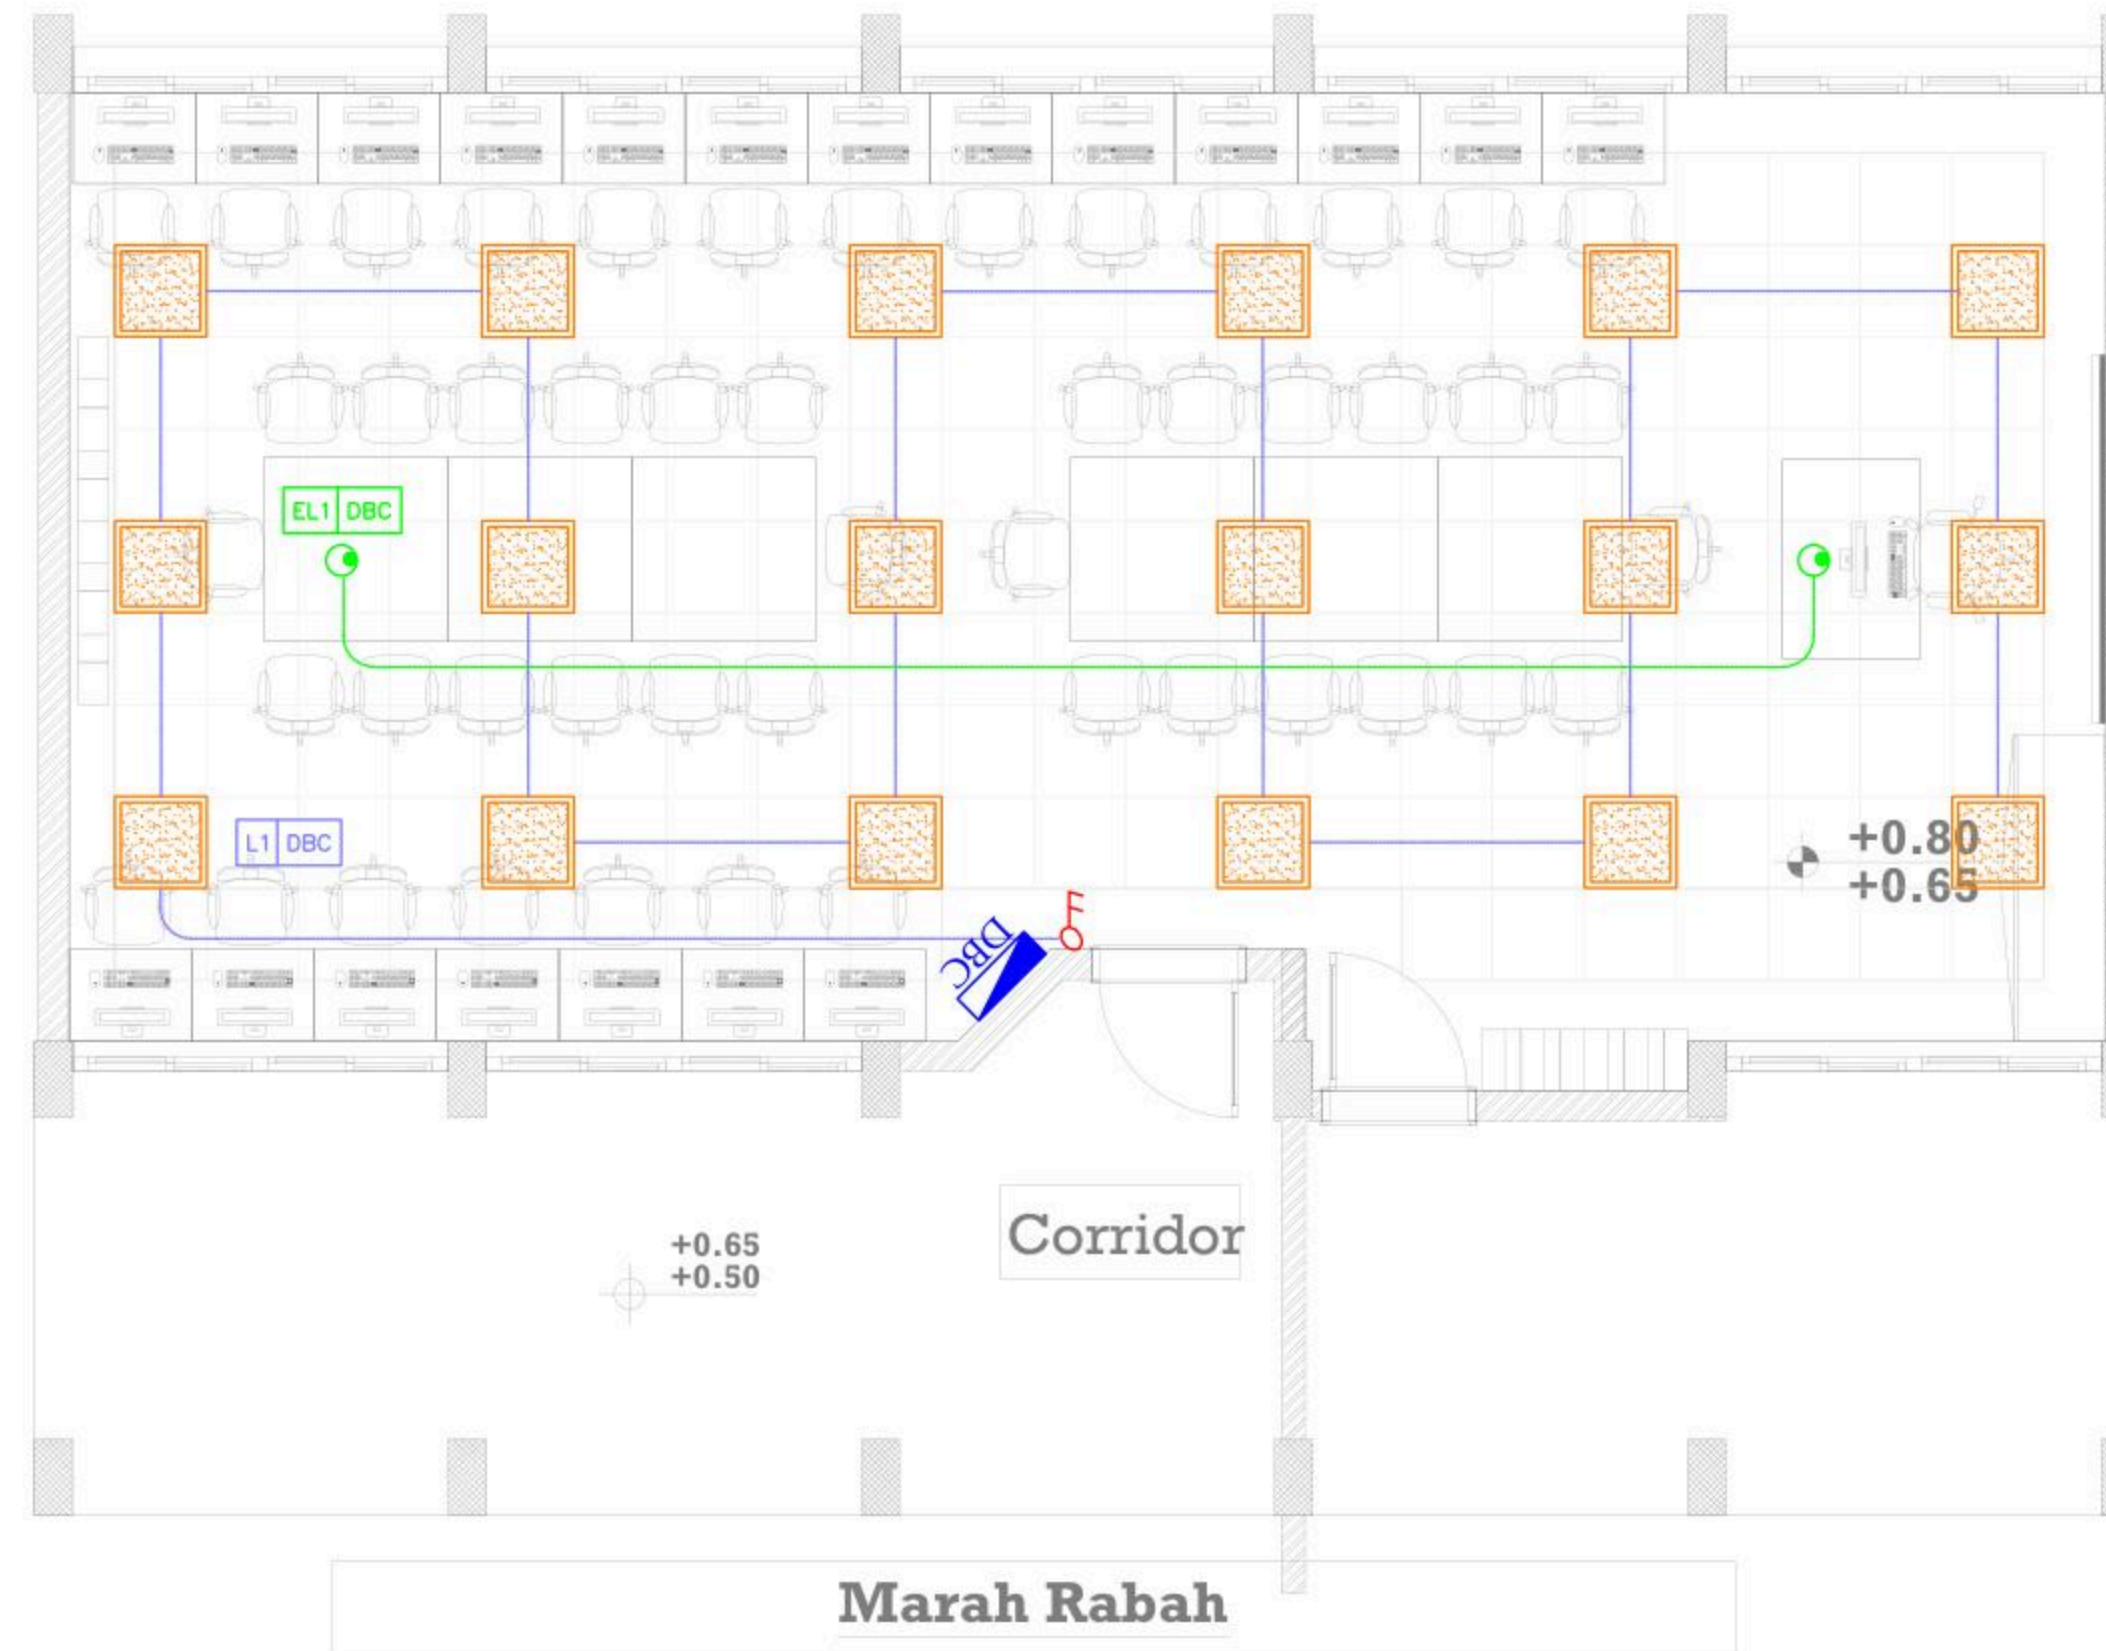 EL1 DBC
L1 DBC
+0.80
+0.65
DBC
Corridor
+0.65
+0.50
Marah Rabah